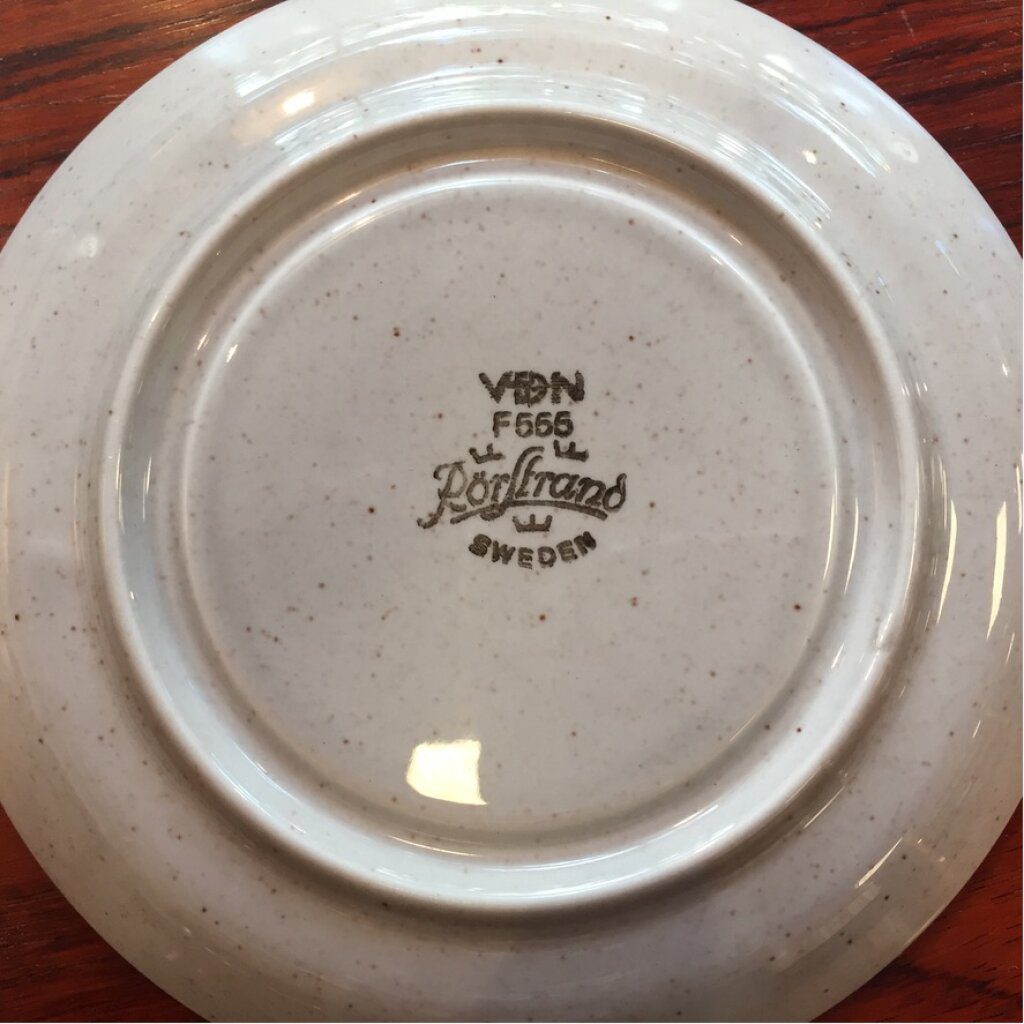 VDN
F555
Rörstrand
SWEDEN